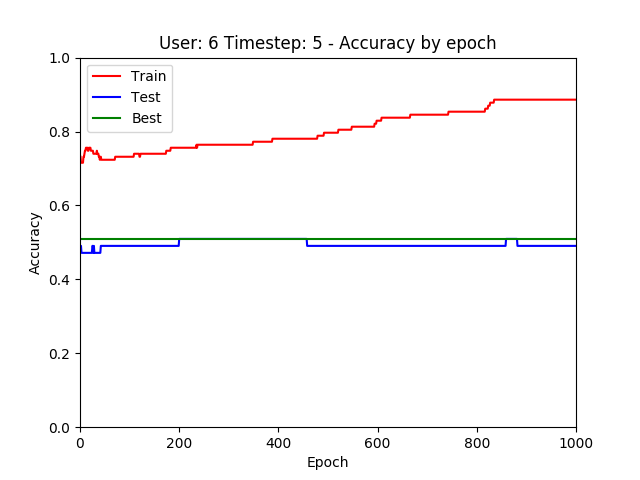 User: 6 Timestep: 5 - Accuracy by epoch
Train
Test
Best
1.0
0.8
0.6
0.4
0.2
0.0
Accuracy
0 200 400 600 800 1000
Epoch